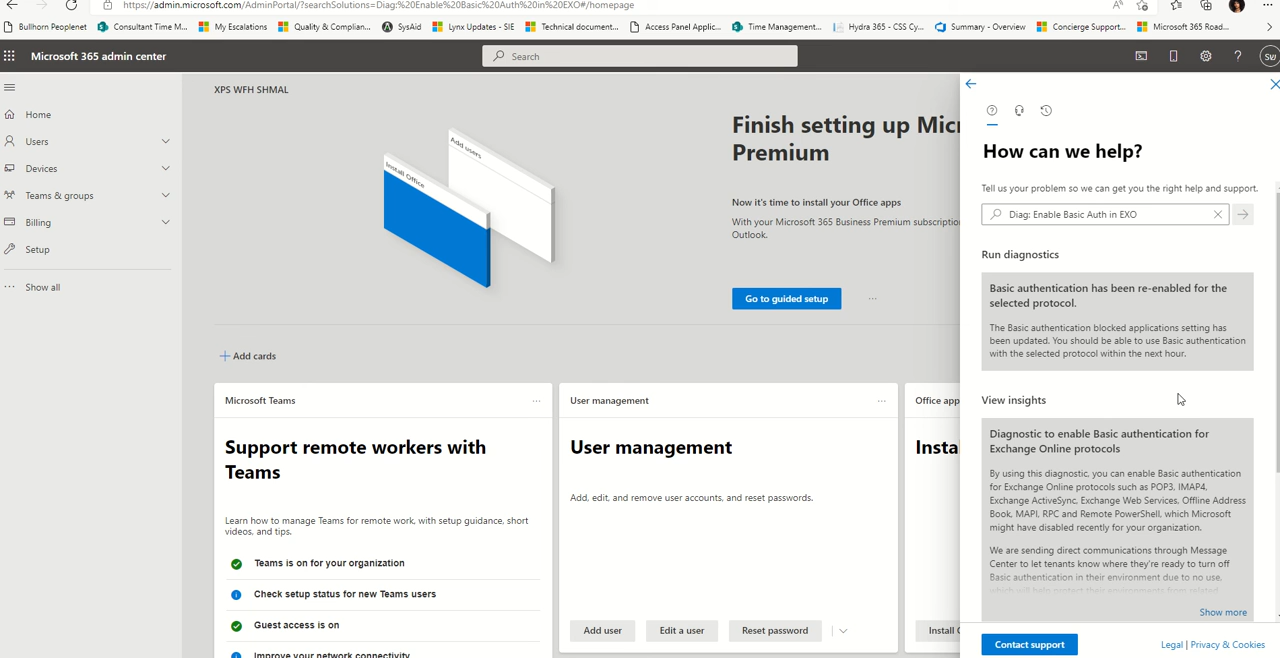 https://admin.microsoft.com/AdminPortal/?searchSolutions=Diag:%20Enable%20Basic%20Auth%20in%20EXO#/homepage
Bullhorn Peoplenet
Consultant Time M...
My Escalations
Quality & Complian...
SysAid
Lynx Updates - SIE
Technical document...
Access Panel Applic...
Time Management...
Hydra 365 - CSS Cy...
Summary - Overview
Concierge Support...
Microsoft 365 Road...
Microsoft 365 admin center
Search
SW
Home
Users
Devices
Teams & groups
Billing
Setup
Show all
XPS WFH SHMAL
Add users
Install Office
Finish setting up Mic
Premium
Now it's time to install your Office apps
With your Microsoft 365 Business Premium subscriptio
Outlook.
Go to guided setup
Add cards
Microsoft Teams
Support remote workers with
Teams
Learn how to manage Teams for remote work, with setup guidance, short
videos, and tips.
Teams is on for your organization
Check setup status for new Teams users
Guest access is on
Improve your network connectivity
User management
User management
Add, edit, and remove user accounts, and reset passwords.
Add user
Edit a user
Reset password
Office app
Insta
Install
How can we help?
Tell us your problem so we can get you the right help and support.
Diag: Enable Basic Auth in EXO
Run diagnostics
Basic authentication has been re-enabled for the
selected protocol.
The Basic authentication blocked applications setting has
been updated. You should be able to use Basic authentication
with the selected protocol within the next hour.
View insights
Diagnostic to enable Basic authentication for
Exchange Online protocols
By using this diagnostic, you can enable Basic authentication
for Exchange Online protocols such as POP3, IMAP4,
Exchange ActiveSync, Exchange Web Services, Offline Address
Book, MAPI, RPC and Remote PowerShell, which Microsoft
might have disabled recently for your organization.
We are sending direct communications through Message
Center to let tenants know where they're ready to turn off
Basic authentication in their environment due to no use,
which will help protect their environments from related
Show more
Contact support
Legal | Privacy & Cookies